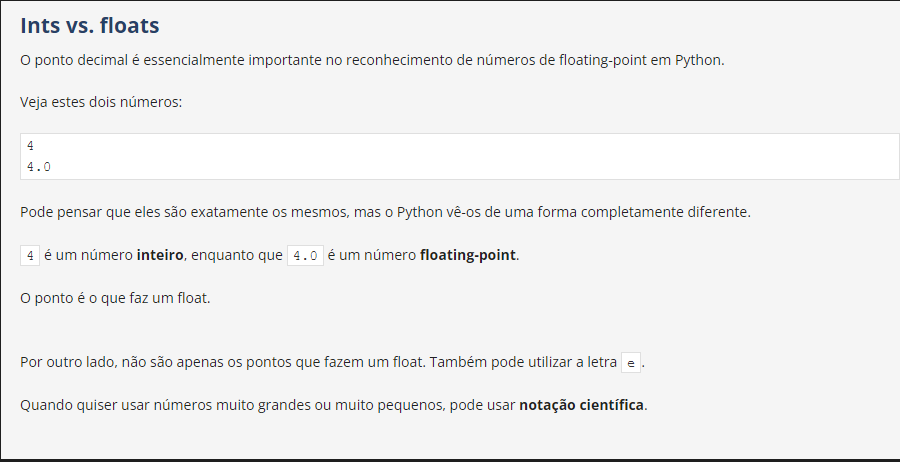 Ints vs. floats
O ponto decimal é essencialmente importante no reconhecimento de números de floating-point em Python.
Veja estes dois números:
4
4.0
Pode pensar que eles são exatamente os mesmos, mas o Python vê-os de uma forma completamente diferente.
4 é um número inteiro, enquanto que 4.0 é um número floating-point.
O ponto é o que faz um float.
Por outro lado, não são apenas os pontos que fazem um float. Também pode utilizar a letra e.
Quando quiser usar números muito grandes ou muito pequenos, pode usar notação científica.